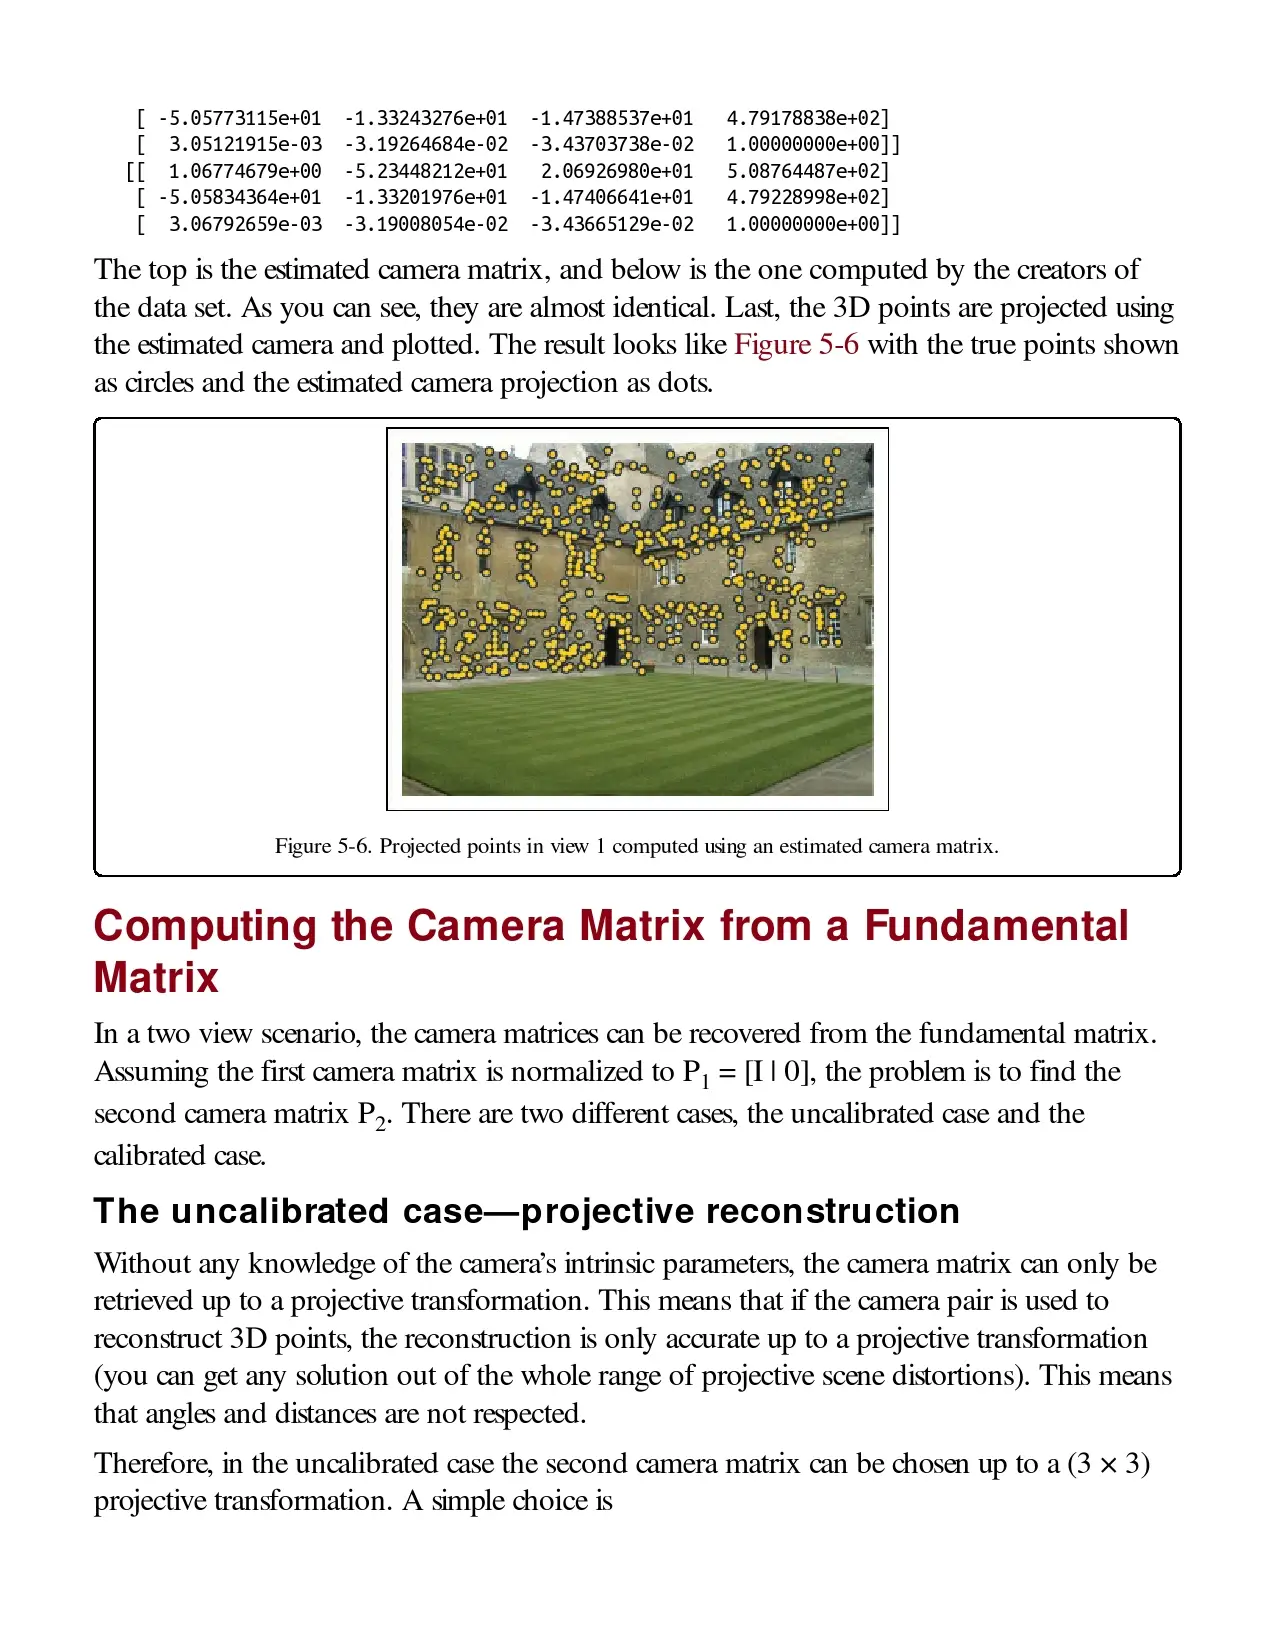 [ -5.05773115e+01 -1.33243276e+01 -1.47388537e+01 4.79178838e+02]
[ 3.05121915e-03 -3.19264684e-02 -3.43703738e-02 1.00000000e+00]]
[[ 1.06774679e+00 -5.23448212e+01 2.06926980e+01 5.08764487e+02]
[ -5.05834364e+01 -1.33201976e+01 -1.47406641e+01 4.79228998e+02]
[ 3.06792659e-03 -3.19008054e-02 -3.43665129e-02 1.00000000e+00]]
The top is the estimated camera matrix, and below is the one computed by the creators of
the data set. As you can see, they are almost identical. Last, the 3D points are projected using
the estimated camera and plotted. The result looks like Figure 5-6 with the true points shown
as circles and the estimated camera projection as dots.
Figure 5-6. Projected points in view 1 computed using an estimated camera matrix.
Computing the Camera Matrix from a Fundamental
Matrix
In a two view scenario, the camera matrices can be recovered from the fundamental matrix.
Assuming the first camera matrix is normalized to P1 = [I | 0], the problem is to find the
second camera matrix P2. There are two different cases, the uncalibrated case and the
calibrated case.
The uncalibrated case—projective reconstruction
Without any knowledge of the camera’s intrinsic parameters, the camera matrix can only be
retrieved up to a projective transformation. This means that if the camera pair is used to
reconstruct 3D points, the reconstruction is only accurate up to a projective transformation
(you can get any solution out of the whole range of projective scene distortions). This means
that angles and distances are not respected.
Therefore, in the uncalibrated case the second camera matrix can be chosen up to a (3 × 3)
projective transformation. A simple choice is